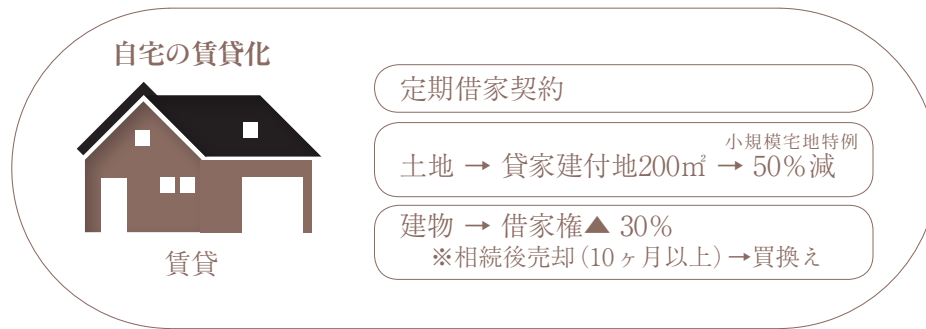 自宅の賃貸化
賃貸
定期借家契約
小規模宅地特例
土地 → 貸家建付地200㎡ → 50%減
建物 → 借家権▲ 30%
※相続後売却(10ヶ月以上)→買換え